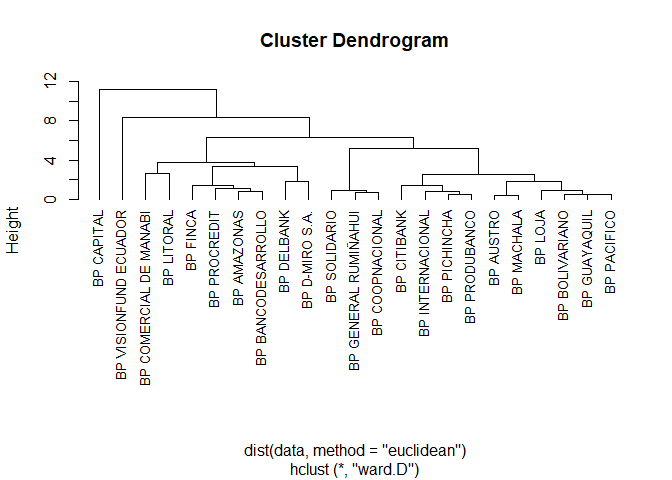 Cluster Dendrogram
Height
12
8
4
0
BP CAPITAL
BP VISIONFUND ECUADOR
BP COMERCIAL DE MANABI
BP LITORAL
BP FINCA
BP PROCREDIT
BP AMAZONAS
BP BANCODESARROLLO
BP DELBANK
BP D-MIRO S.A.
BP SOLIDARIO
BP GENERAL RUMIÑAHUI
BP COOPNACIONAL
BP CITIBANK
BP INTERNACIONAL
BP PICHINCHA
BP PRODUBANCO
BP AUSTRO
BP MACHALA
BP LOJA
BP BOLIVARIANO
BP GUAYAQUIL
BP PACIFICO
dist(data, method = "euclidean")
hclust (*, "ward.D")